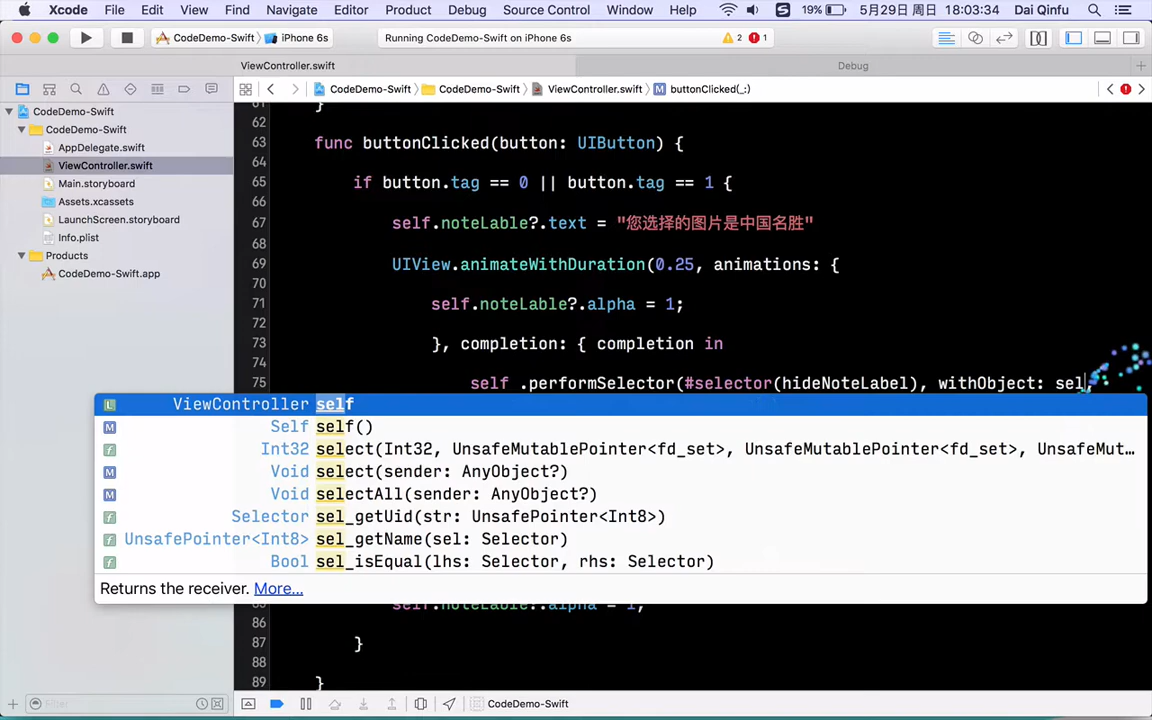 Xcode File Edit View Find Navigate Editor Product Debug Source Control Window Help 19% 5月29日 周日 18:03:34 Dai Qinfu
CodeDemo-Swift iPhone 6s Running CodeDemo-Swift on iPhone 6s 2 1
ViewController.swift Debug
CodeDemo-Swift CodeDemo-Swift ViewController.swift M buttonClicked(_:)
CodeDemo-Swift
CodeDemo-Swift
AppDelegate.swift
ViewController.swift
Main.storyboard
Assets.xcassets
LaunchScreen.storyboard
Info.plist
Products
CodeDemo-Swift.app
61 }
62
63 func buttonClicked(button: UIButton) {
64
65 if button.tag == 0 || button.tag == 1 {
66
67 self.noteLable?.text = "您选择的图片是中国名胜"
68
69 UIView.animateWithDuration(0.25, animations: {
70
71 self.noteLable?.alpha = 1;
72
73 }, completion: { completion in
74
75 self .performSelector(#selector(hideNoteLabel), withObject: sel,
L ViewController self
M Self self()
f Int32 select(Int32, UnsafeMutablePointer<fd_set>, UnsafeMutablePointer<fd_set>, UnsafeMut…
M Void select(sender: AnyObject?)
M Void selectAll(sender: AnyObject?)
f Selector sel_getUid(str: UnsafePointer<Int8>)
f UnsafePointer<Int8> sel_getName(sel: Selector)
f Bool sel_isEqual(lhs: Selector, rhs: Selector)
Returns the receiver. More...
86
87 }
88
89 }
Filter CodeDemo-Swift